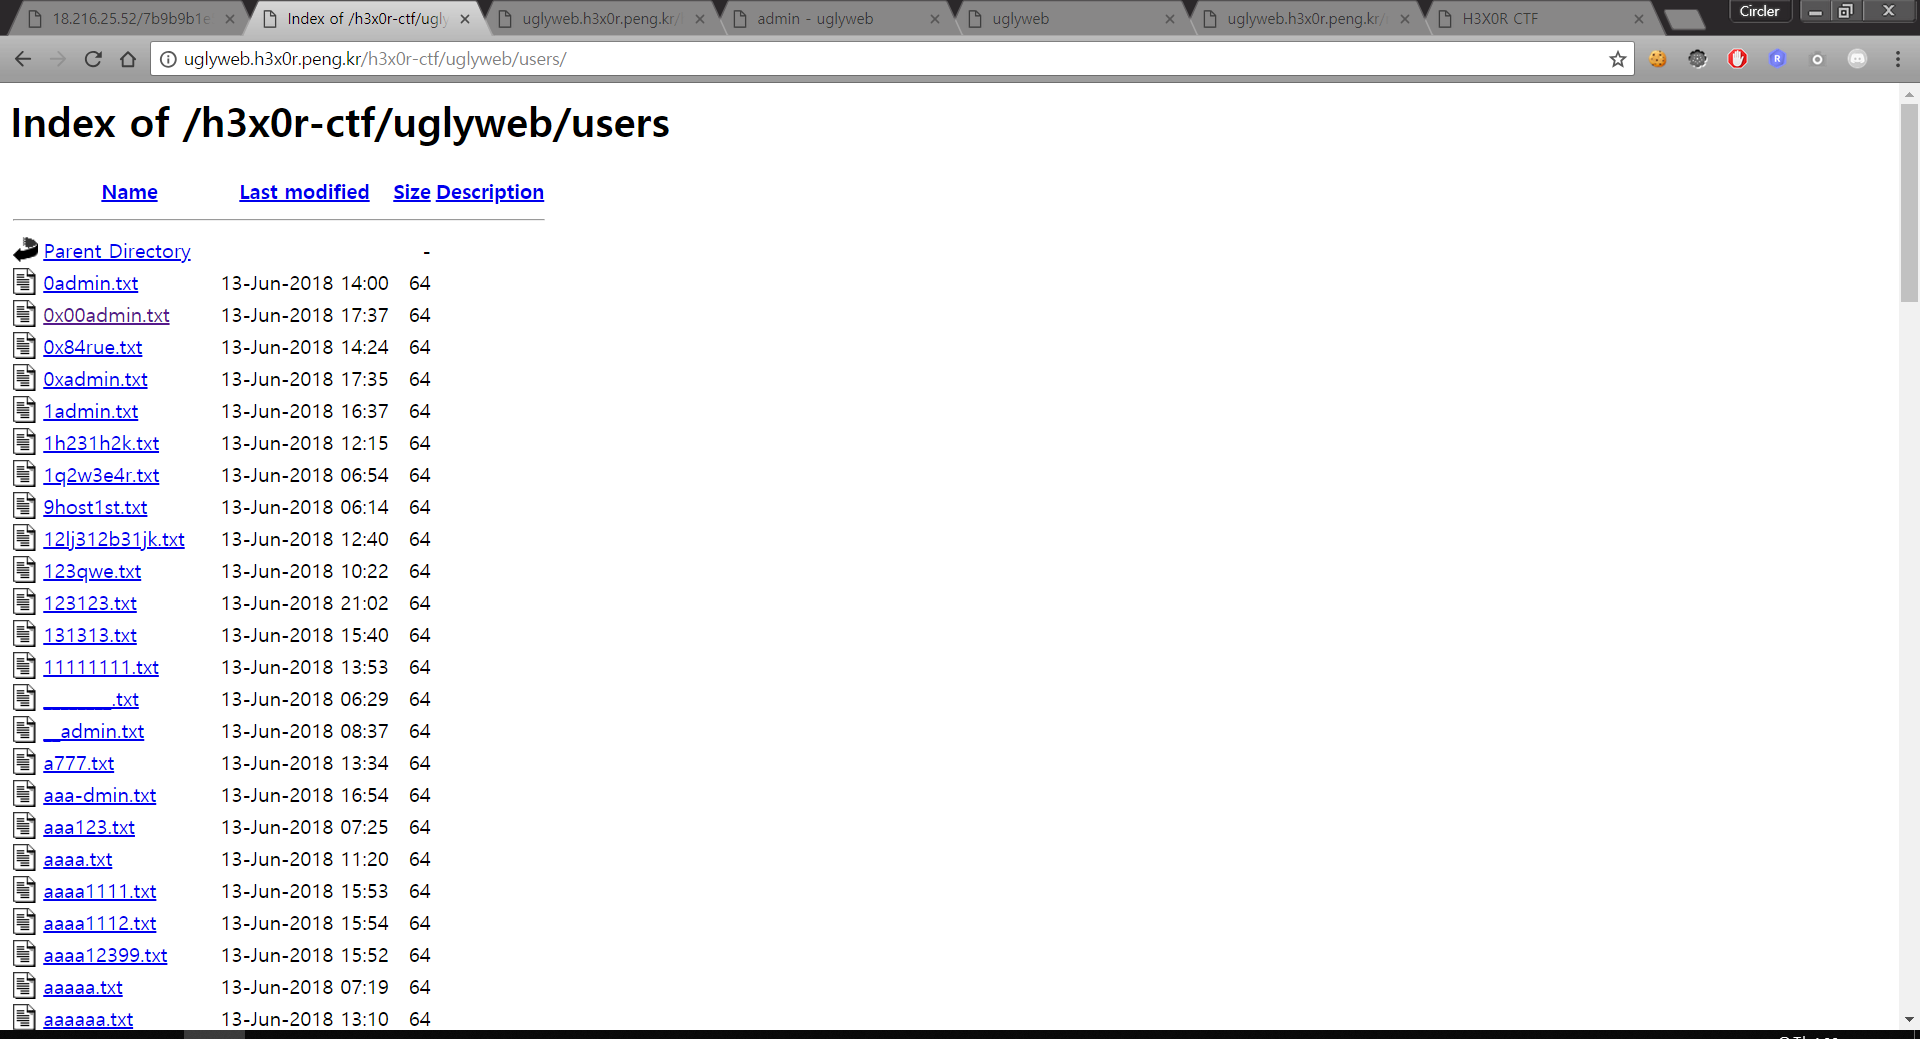 18.216.25.52/7b9b9b1e
Index of /h3x0r-ctf/ugly
uglyweb.h3x0r.peng.kr/
admin - uglyweb
uglyweb
uglyweb.h3x0r.peng.kr/
H3X0R CTF
Circler
uglyweb.h3x0r.peng.kr/h3x0r-ctf/uglyweb/users/
Index of /h3x0r-ctf/uglyweb/users
Name Last modified Size Description
Parent Directory -
0admin.txt 13-Jun-2018 14:00 64
0x00admin.txt 13-Jun-2018 17:37 64
0x84rue.txt 13-Jun-2018 14:24 64
0xadmin.txt 13-Jun-2018 17:35 64
1admin.txt 13-Jun-2018 16:37 64
1h231h2k.txt 13-Jun-2018 12:15 64
1q2w3e4r.txt 13-Jun-2018 06:54 64
9host1st.txt 13-Jun-2018 06:14 64
12lj312b31jk.txt 13-Jun-2018 12:40 64
123qwe.txt 13-Jun-2018 10:22 64
123123.txt 13-Jun-2018 21:02 64
131313.txt 13-Jun-2018 15:40 64
11111111.txt 13-Jun-2018 13:53 64
________.txt 13-Jun-2018 06:29 64
__admin.txt 13-Jun-2018 08:37 64
a777.txt 13-Jun-2018 13:34 64
aaa-dmin.txt 13-Jun-2018 16:54 64
aaa123.txt 13-Jun-2018 07:25 64
aaaa.txt 13-Jun-2018 11:20 64
aaaa1111.txt 13-Jun-2018 15:53 64
aaaa1112.txt 13-Jun-2018 15:54 64
aaaa12399.txt 13-Jun-2018 15:52 64
aaaaa.txt 13-Jun-2018 07:19 64
aaaaaa.txt 13-Jun-2018 13:10 64